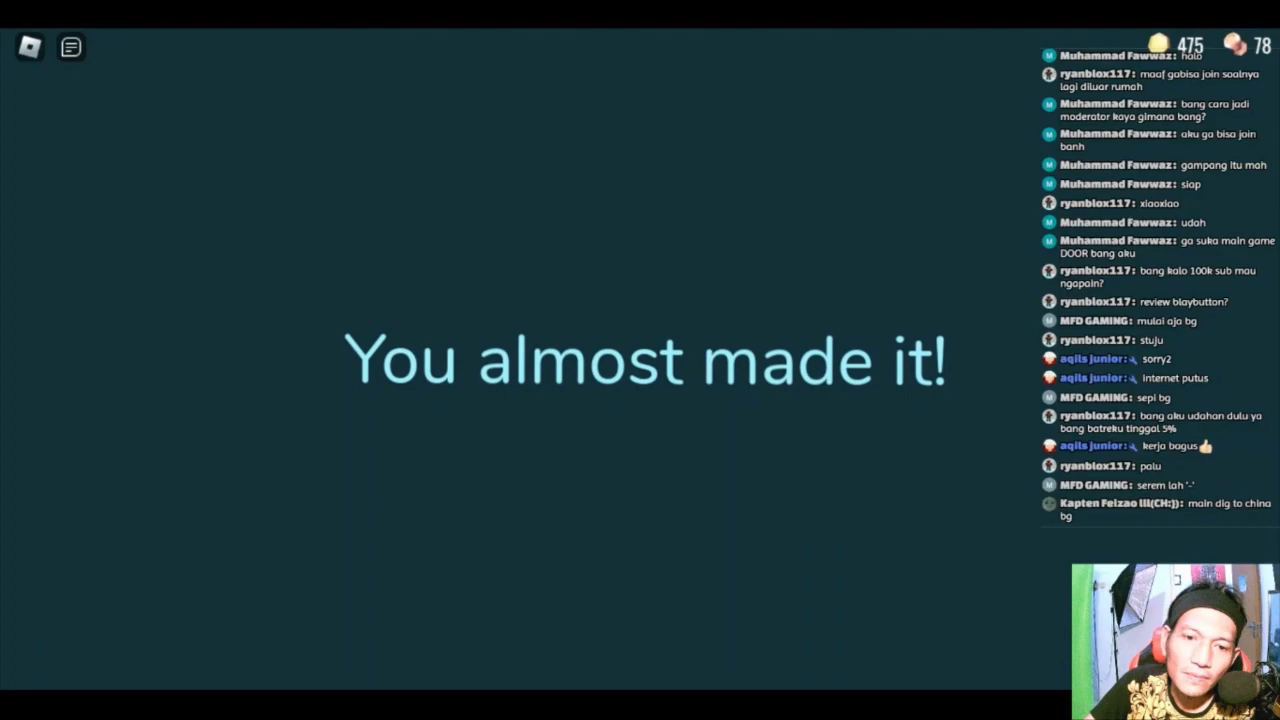 475 78
Muhammad Fawwaz: halo
ryanblox117: maaf gabisa join soalnya
lagi diluar rumah
Muhammad Fawwaz: bang cara jadi
moderator kaya gimana bang?
Muhammad Fawwaz: aku ga bisa join
banh
Muhammad Fawwaz: gampang itu mah
Muhammad Fawwaz: siap
ryanblox117: xiaoxiao
Muhammad Fawwaz: udah
Muhammad Fawwaz: ga suka main game
DOOR bang aku
ryanblox117: bang kalo 100k sub mau
ngapain?
ryanblox117: review blaybutton?
MFD GAMING: mulai aja bg
ryanblox117: stuju
aqils junior: sorry2
aqils junior: Internet putus
MFD GAMING: sepi bg
ryanblox117: bang aku udahan dulu ya
bang batreku tinggal 5%
aqils junior: kerja bagus👍
ryanblox117: palu
MFD GAMING: serem lah '-'
Kapten Feizao lil(CH:}): main dig to china
bg
You almost made it!
M
M
M
M
M
M
M
M
M
M